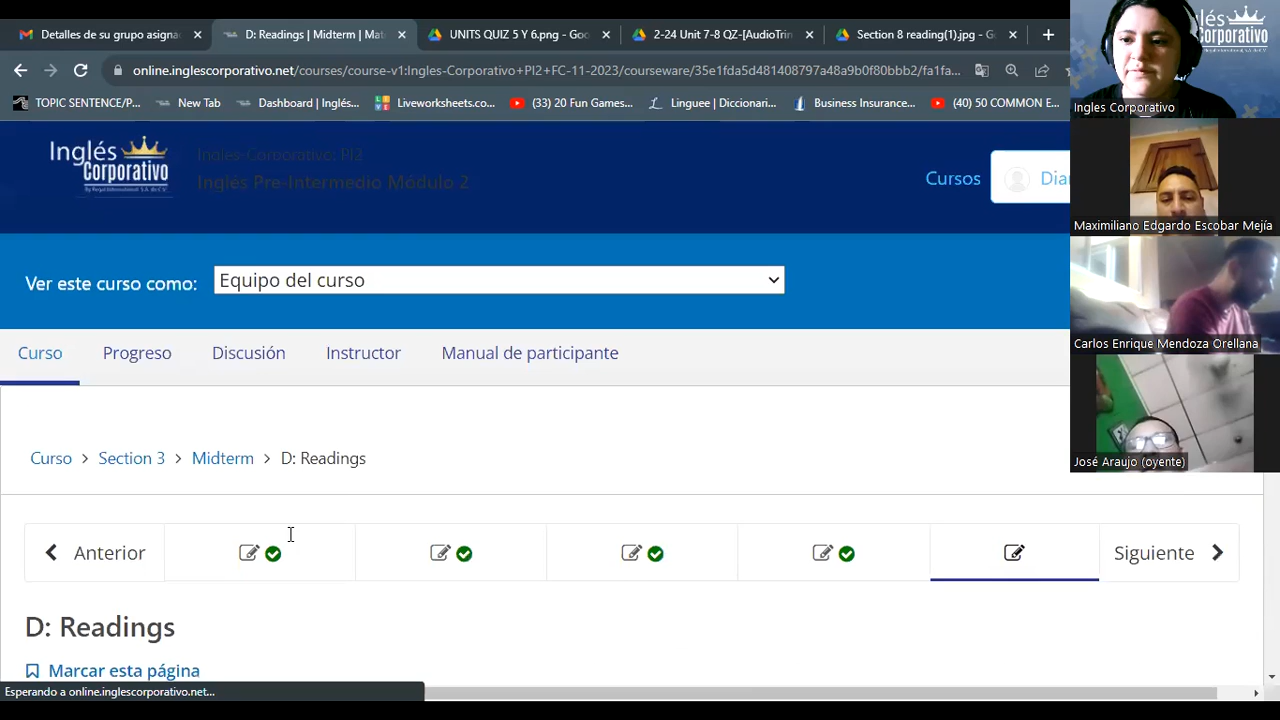 Detalles de su grupo asigna
D: Readings | Midterm | Mat
UNITS QUIZ 5 Y 6.png - Goo
2-24 Unit 7-8 QZ-[AudioTrin
Section 8 reading(1).jpg - G
online.inglescorporativo.net/courses/course-v1:Ingles-Corporativo+PI2+FC-11-2023/courseware/35e1fda5d481408797a48a9b0f80bbb2/fa1fa...
TOPIC SENTENCE/P...
New Tab
Dashboard | Inglés...
Liveworksheets.co...
(33) 20 Fun Games...
Linguee | Diccionari...
Business Insurance...
(40) 50 COMMON E...
Inglés
Corporativo
Ingles-Corporativo: PI2
Inglés Pre-Intermedio Módulo 2
Cursos
Dia
Ver este curso como:
Equipo del curso
Curso
Progreso
Discusión
Instructor
Manual de participante
Curso > Section 3 > Midterm > D: Readings
Anterior
Siguiente
D: Readings
Marcar esta página
Esperando a online.inglescorporativo.net...
lés
orporativo
Ingles Corporativo
Maximiliano Edgardo Escobar Mejía
Carlos Enrique Mendoza Orellana
José Araujo (oyente)